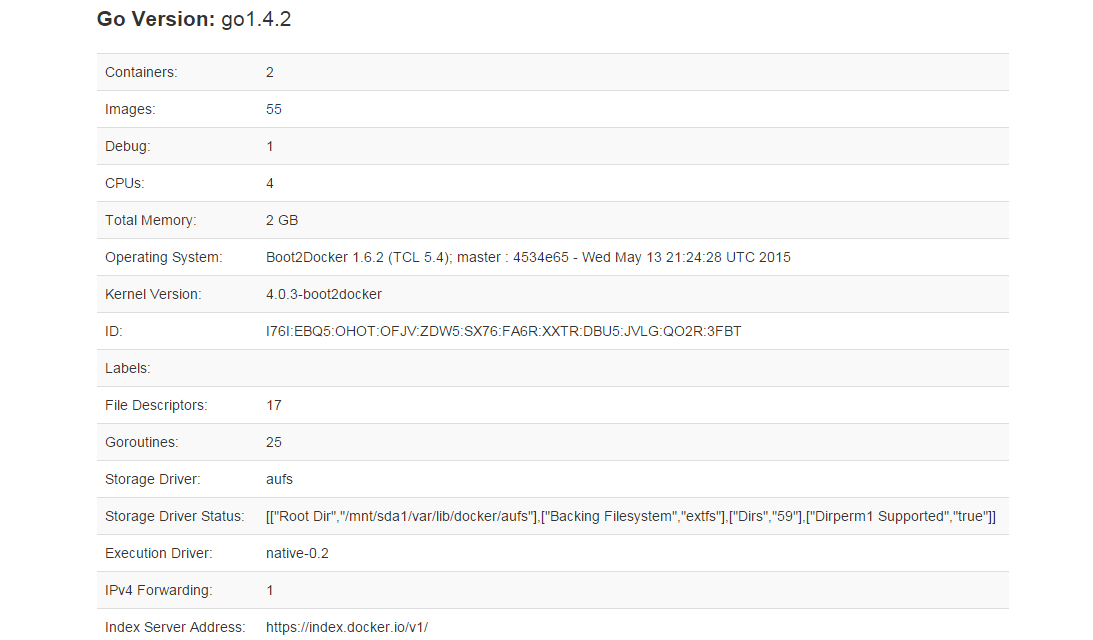 Go Version: go1.4.2
Containers: 2
Images: 55
Debug: 1
CPUs: 4
Total Memory: 2 GB
Operating System: Boot2Docker 1.6.2 (TCL 5.4); master : 4534e65 - Wed May 13 21:24:28 UTC 2015
Kernel Version: 4.0.3-boot2docker
ID: I76I:EBQ5:OHOT:OFJV:ZDW5:SX76:FA6R:XXTR:DBU5:JVLG:QO2R:3FBT
Labels:
File Descriptors: 17
Goroutines: 25
Storage Driver: aufs
Storage Driver Status: [["Root Dir","/mnt/sda1/var/lib/docker/aufs"],["Backing Filesystem","extfs"],["Dirs","59"],["Dirperm1 Supported","true"]]
Execution Driver: native-0.2
IPv4 Forwarding: 1
Index Server Address: https://index.docker.io/v1/